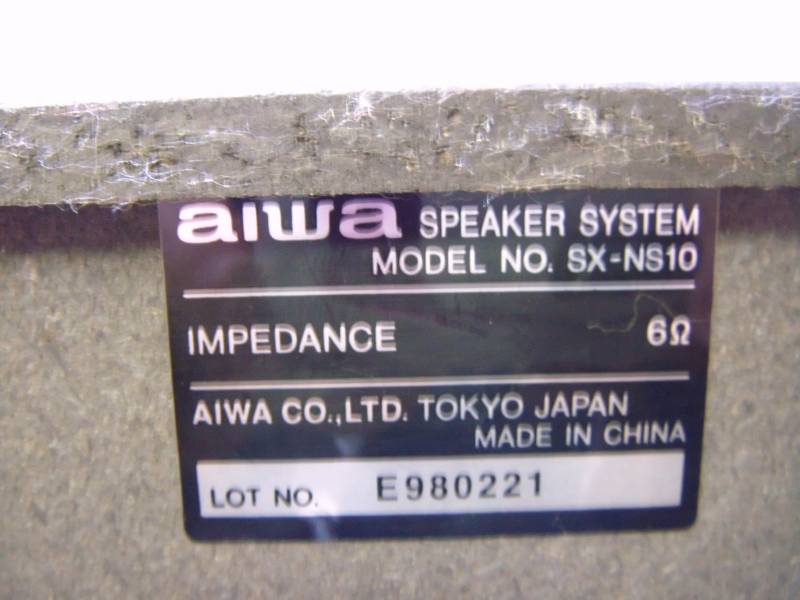 aiwa SPEAKER SYSTEM
MODEL NO. SX-NS10
IMPEDANCE 6Ω
AIWA CO.,LTD. TOKYO JAPAN
MADE IN CHINA
LOT NO. E980221